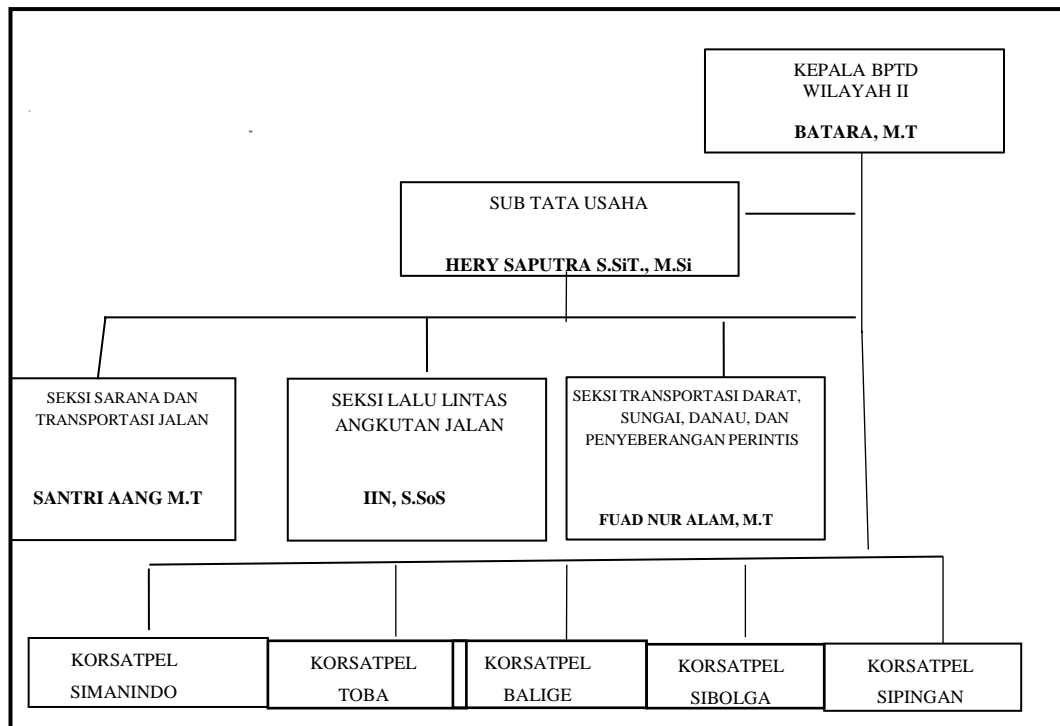 KEPALA BPTD
WILAYAH II
BATARA, M.T
SUB TATA USAHA
HERY SAPUTRA S.SiT., M.Si
SEKSI SARANA DAN
TRANSPORTASI JALAN
SANTRI AANG M.T
SEKSI LALU LINTAS
ANGKUTAN JALAN
IIN, S.SoS
SEKSI TRANSPORTASI DARAT,
SUNGAI, DANAU, DAN
PENYEBERANGAN PERINTIS
FUAD NUR ALAM, M.T
KORSATPEL
SIMANINDO
KORSATPEL
TOBA
KORSATPEL
BALIGE
KORSATPEL
SIBOLGA
KORSATPEL
SIPINGAN